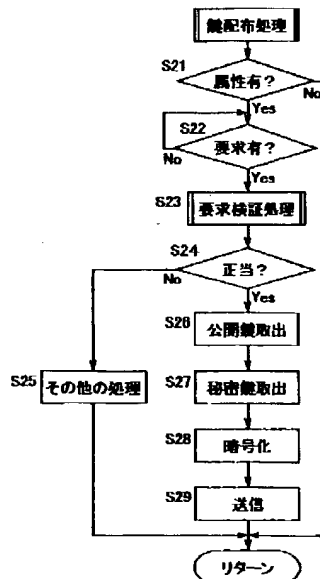 鍵配布処理
S21
属性有?
No
Yes
S22
要求有?
No
Yes
S23
要求検証処理
S24
正当?
No
Yes
S26
公開鍵取出
S25
その他の処理
S27
秘密鍵取出
S28
暗号化
S29
送信
リターン